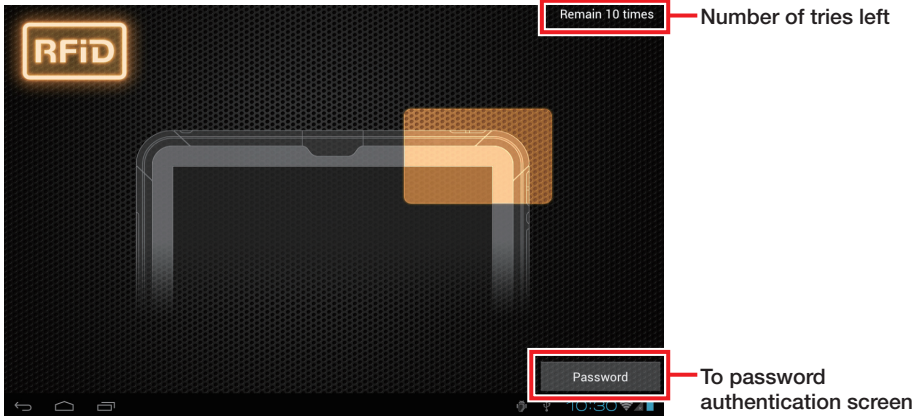 Remain 10 times
Number of tries left
RFiD
Password
To password
authentication screen
10:30